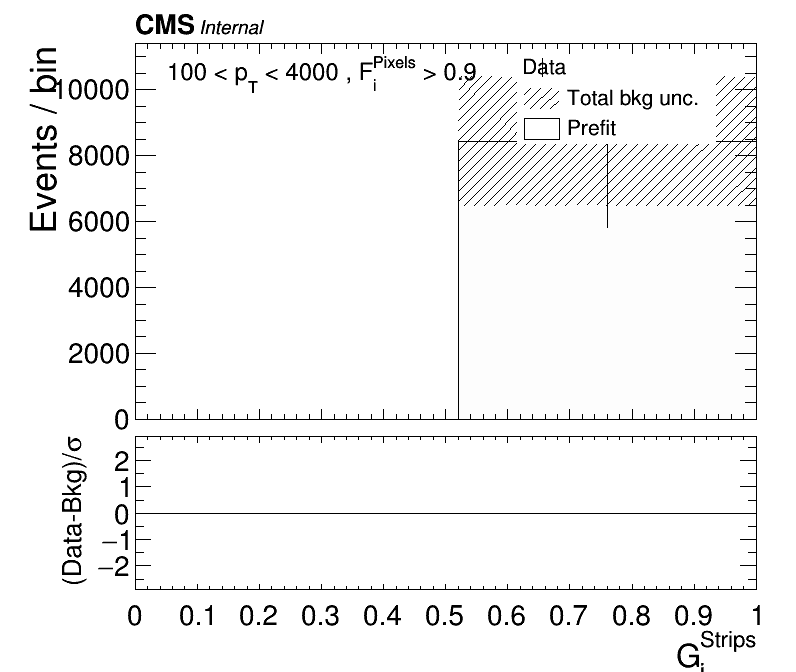 CMS Internal
100 < p_T < 4000 , F_i^Pixels > 0.9
Data
Total bkg unc.
Prefit
Events / bin
10000
8000
6000
4000
2000
0
(Data-Bkg)/σ
2
1
0
−1
−2
0 0.1 0.2 0.3 0.4 0.5 0.6 0.7 0.8 0.9 1
G_i^Strips